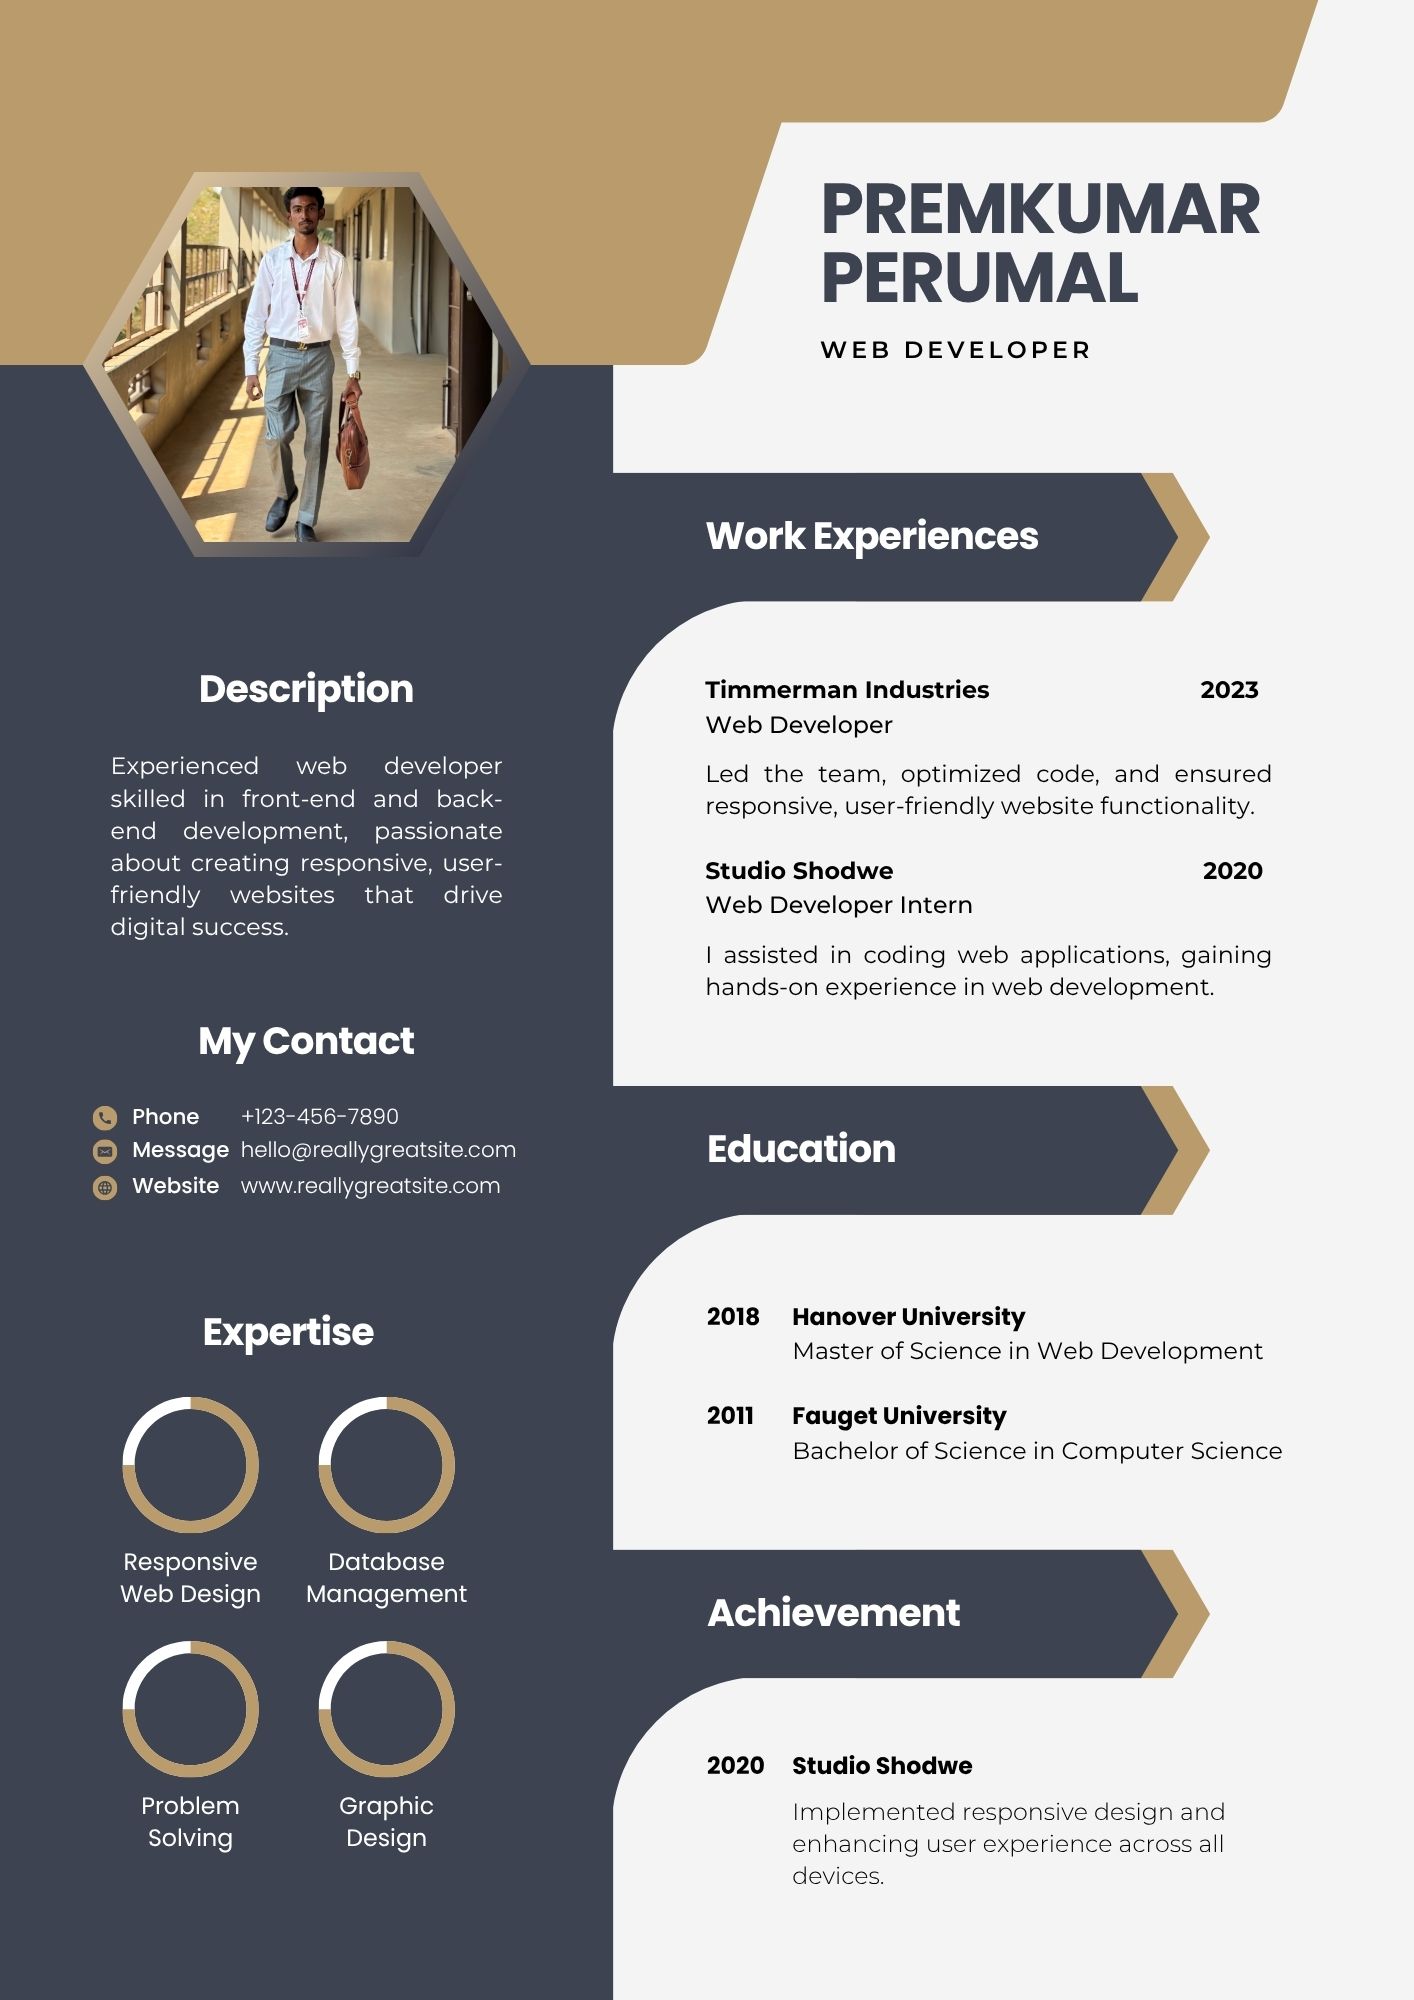 PREMKUMAR
PERUMAL
WEB DEVELOPER
Description
Experienced web developer
skilled in front-end and back-
end development, passionate
about creating responsive, user-
friendly websites that drive
digital success.
My Contact
Phone +123-456-7890
Message hello@reallygreatsite.com
Website www.reallygreatsite.com
Expertise
Responsive
Web Design
Database
Management
Problem
Solving
Graphic
Design
Work Experiences
Timmerman Industries 2023
Web Developer
Led the team, optimized code, and ensured
responsive, user-friendly website functionality.
Studio Shodwe 2020
Web Developer Intern
I assisted in coding web applications, gaining
hands-on experience in web development.
Education
2018 Hanover University
Master of Science in Web Development
2011 Fauget University
Bachelor of Science in Computer Science
Achievement
2020 Studio Shodwe
Implemented responsive design and
enhancing user experience across all
devices.